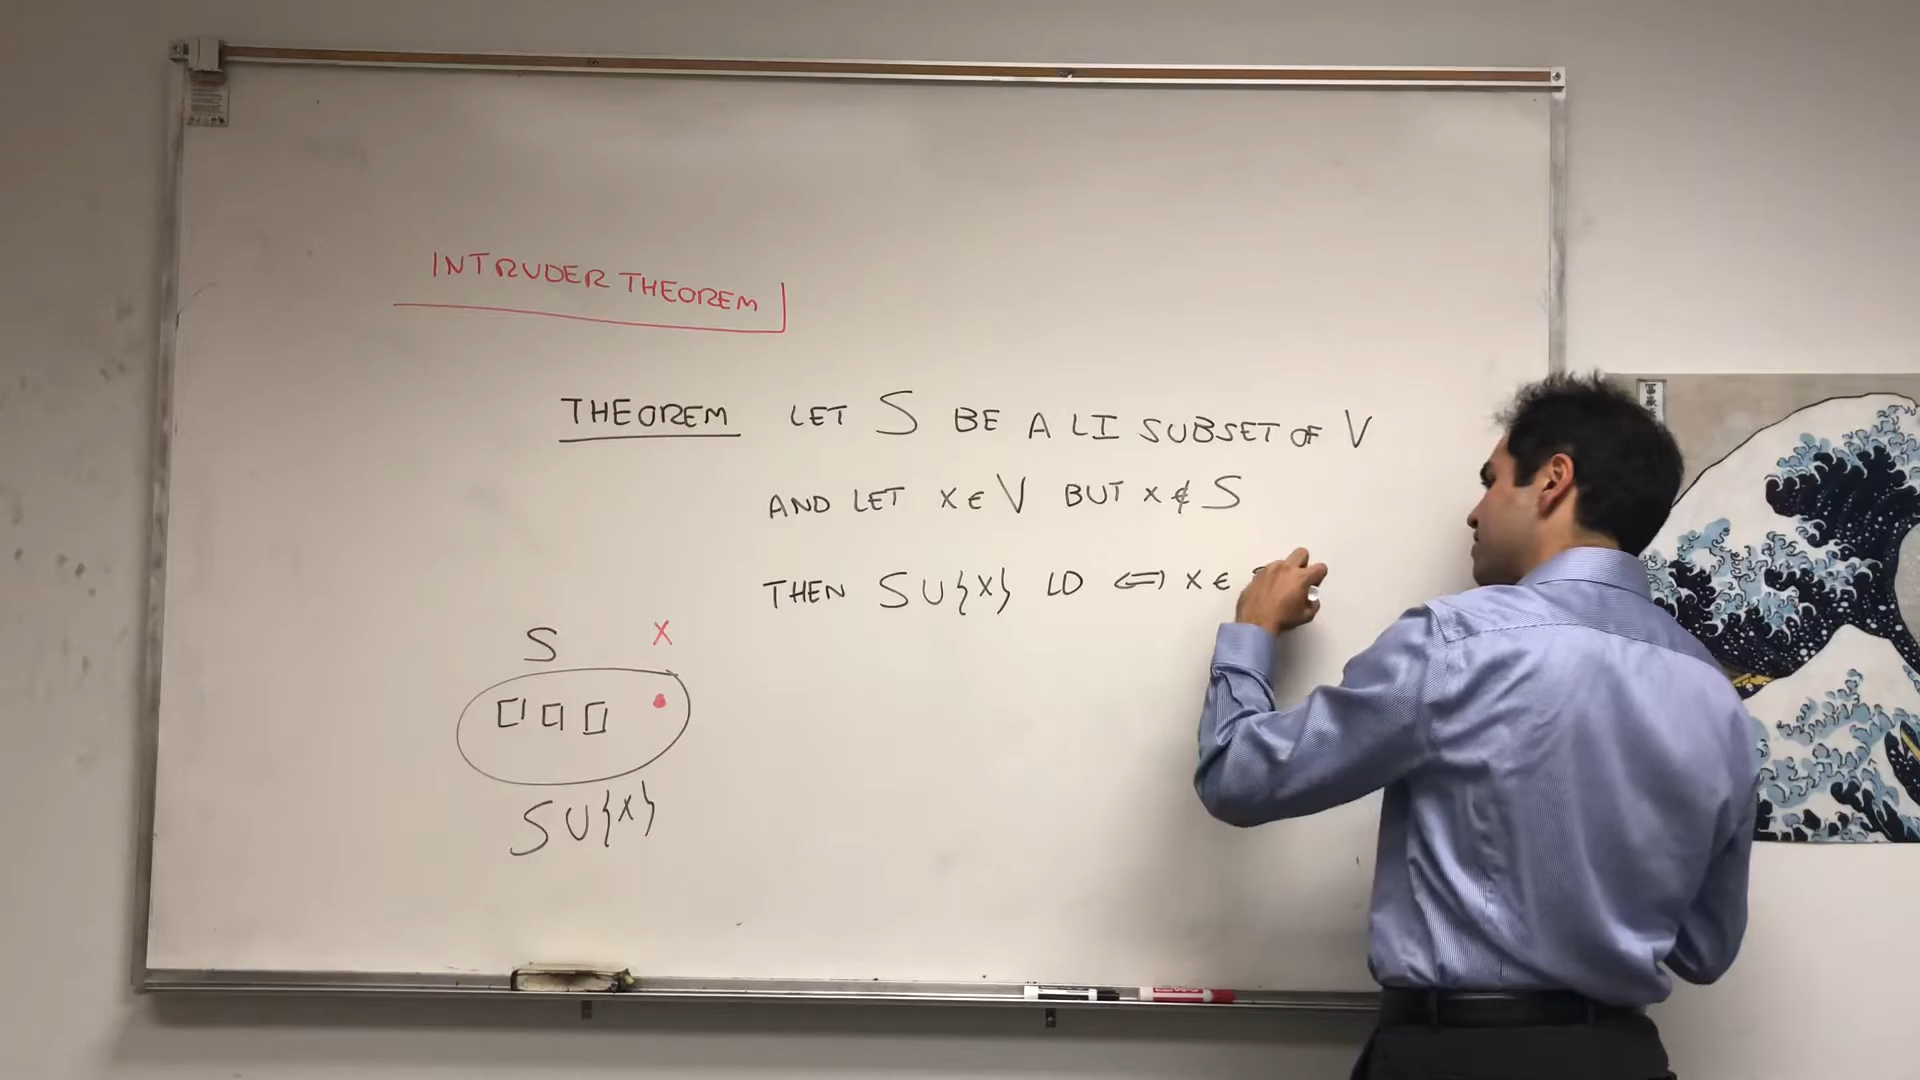 INTRUDER THEOREM
THEOREM LET S BE A LI SUBSET OF V
AND LET X ∈ V BUT X ∉ S
THEN S ∪ {X} LD ⟺ X ∈
S X
S ∪ {X}